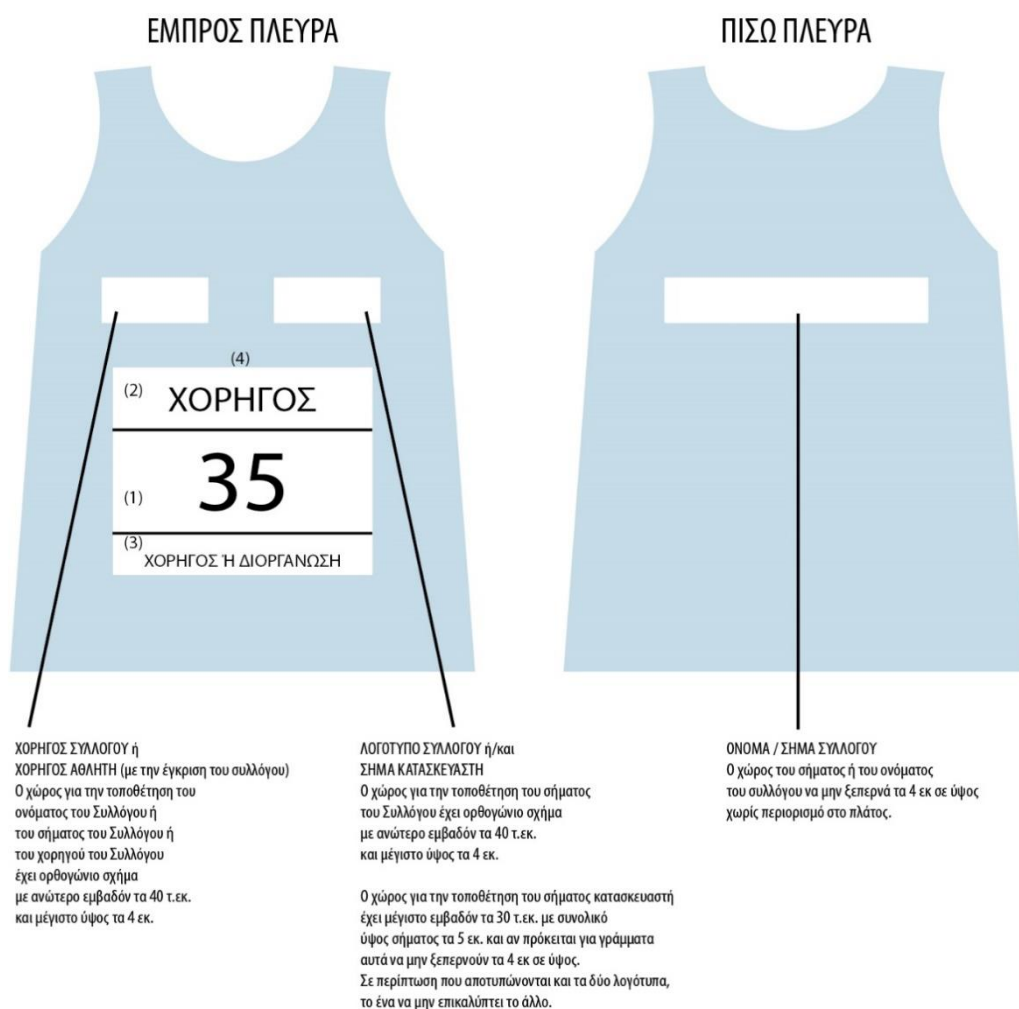 ΕΜΠΡΟΣ ΠΛΕΥΡΑ
ΠΙΣΩ ΠΛΕΥΡΑ
(4)
(2) ΧΟΡΗΓΟΣ
(1) 35
(3)
ΧΟΡΗΓΟΣ Ή ΔΙΟΡΓΑΝΩΣΗ
ΧΟΡΗΓΟΣ ΣΥΛΛΟΓΟΥ ή
ΧΟΡΗΓΟΣ ΑΘΛΗΤΗ (με την έγκριση του συλλόγου)
Ο χώρος για την τοποθέτηση του
ονόματος του Συλλόγου ή
του σήματος του Συλλόγου ή
του χορηγού του Συλλόγου
έχει ορθογώνιο σχήμα
με ανώτερο εμβαδόν τα 40 τ.εκ.
και μέγιστο ύψος τα 4 εκ.
ΛΟΓΟΤΥΠΟ ΣΥΛΛΟΓΟΥ ή/και
ΣΗΜΑ ΚΑΤΑΣΚΕΥΑΣΤΗ
Ο χώρος για την τοποθέτηση του σήματος
του Συλλόγου έχει ορθογώνιο σχήμα
με ανώτερο εμβαδόν τα 40 τ.εκ.
και μέγιστο ύψος τα 4 εκ.
Ο χώρος για την τοποθέτηση του σήματος κατασκευαστή
έχει μέγιστο εμβαδόν τα 30 τ.εκ. με συνολικό
ύψος σήματος τα 5 εκ. και αν πρόκειται για γράμματα
αυτά να μην ξεπερνούν τα 4 εκ σε ύψος.
Σε περίπτωση που αποτυπώνονται και τα δύο λογότυπα,
το ένα να μην επικαλύπτει το άλλο.
ΟΝΟΜΑ / ΣΗΜΑ ΣΥΛΛΟΓΟΥ
Ο χώρος του σήματος ή του ονόματος
του συλλόγου να μην ξεπερνά τα 4 εκ σε ύψος
χωρίς περιορισμό στο πλάτος.